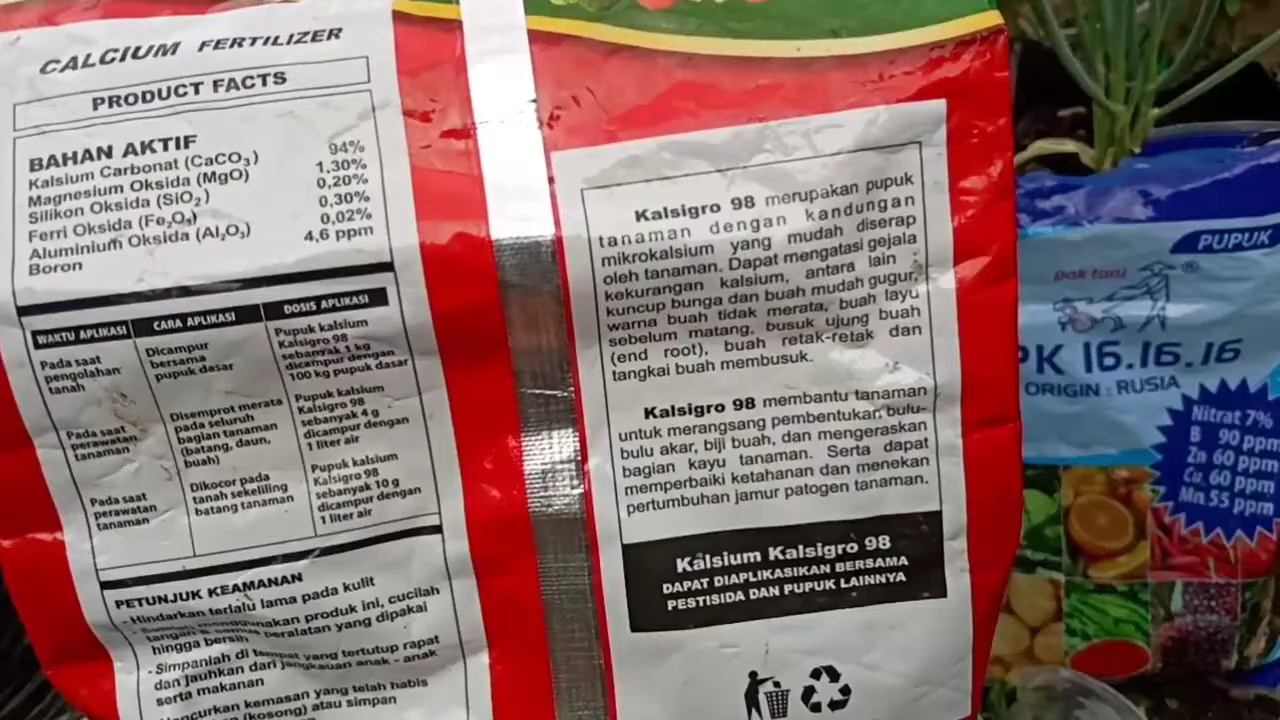 CALCIUM FERTILIZER
PRODUCT FACTS
BAHAN AKTIF
Kalsium Carbonat (CaCO₃) 94%
Magnesium Oksida (MgO) 1,30%
Silikon Oksida (SiO₂) 0,20%
Ferri Oksida (Fe₂O₃) 0,30%
Aluminium Oksida (Al₂O₃) 0,02%
Boron 4,6 ppm
WAKTU APLIKASI
CARA APLIKASI
DOSIS APLIKASI
Pada saat
pengolahan
tanah
Dicampur
bersama
pupuk dasar
Pupuk kalsium
Kalsigro 98
sebanyak 1 kg
dicampur dengan
100 kg pupuk dasar
Pada saat
perawatan
tanaman
Disemprot merata
pada seluruh
bagian tanaman
(batang, daun,
buah)
Pupuk kalsium
Kalsigro 98
sebanyak 4 g
dicampur dengan
1 liter air
Pada saat
perawatan
tanaman
Dikocor pada
tanah sekeliling
batang tanaman
Pupuk kalsium
Kalsigro 98
sebanyak 10 g
dicampur dengan
1 liter air
PETUNJUK KEAMANAN
- Hindarkan terlalu lama pada kulit
- menggunakan produk ini, cucilah
tangan & semua peralatan yang dipakai
hingga bersih
- Simpanlah di tempat yang tertutup rapat
dan jauhkan dari jangkauan anak - anak
serta makanan
kemasan yang telah habis
(kosong) atau simpan
Kalsigro 98 merupakan pupuk
tanaman dengan kandungan
mikrokalsium yang mudah diserap
oleh tanaman. Dapat mengatasi gejala
kekurangan kalsium, antara lain
kuncup bunga dan buah mudah gugur,
warna buah tidak merata, buah layu
sebelum matang, busuk ujung buah
(end root), buah retak-retak dan
tangkai buah membusuk.
Kalsigro 98 membantu tanaman
untuk merangsang pembentukan bulu-
bulu akar, biji buah, dan mengeraskan
bagian kayu tanaman. Serta dapat
memperbaiki ketahanan dan menekan
pertumbuhan jamur patogen tanaman.
Kalsium Kalsigro 98
DAPAT DIAPLIKASIKAN BERSAMA
PESTISIDA DAN PUPUK LAINNYA
PUPUK
pak tani ®
PK 16.16.16
ORIGIN : RUSIA
Nitrat 7%
B 90 ppm
Zn 60 ppm
Cu 60 ppm
Mn 55 ppm